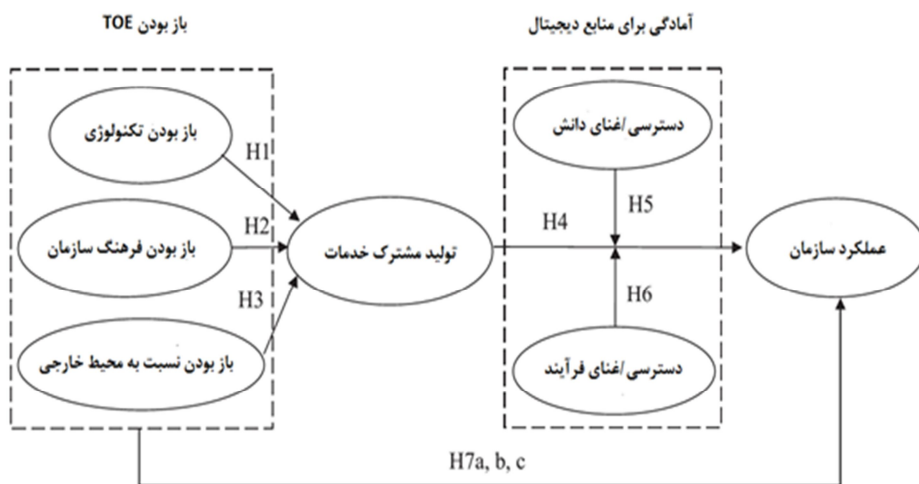 باز بودن TOE
آمادگی برای منابع دیجیتال
باز بودن تکنولوژی
دسترسی/غنای دانش
H1
H5
H2
H4
باز بودن فرهنگ سازمان
تولید مشترک خدمات
عملکرد سازمان
H3
H6
باز بودن نسبت به محیط خارجی
دسترسی/غنای فرآیند
H7a, b, c